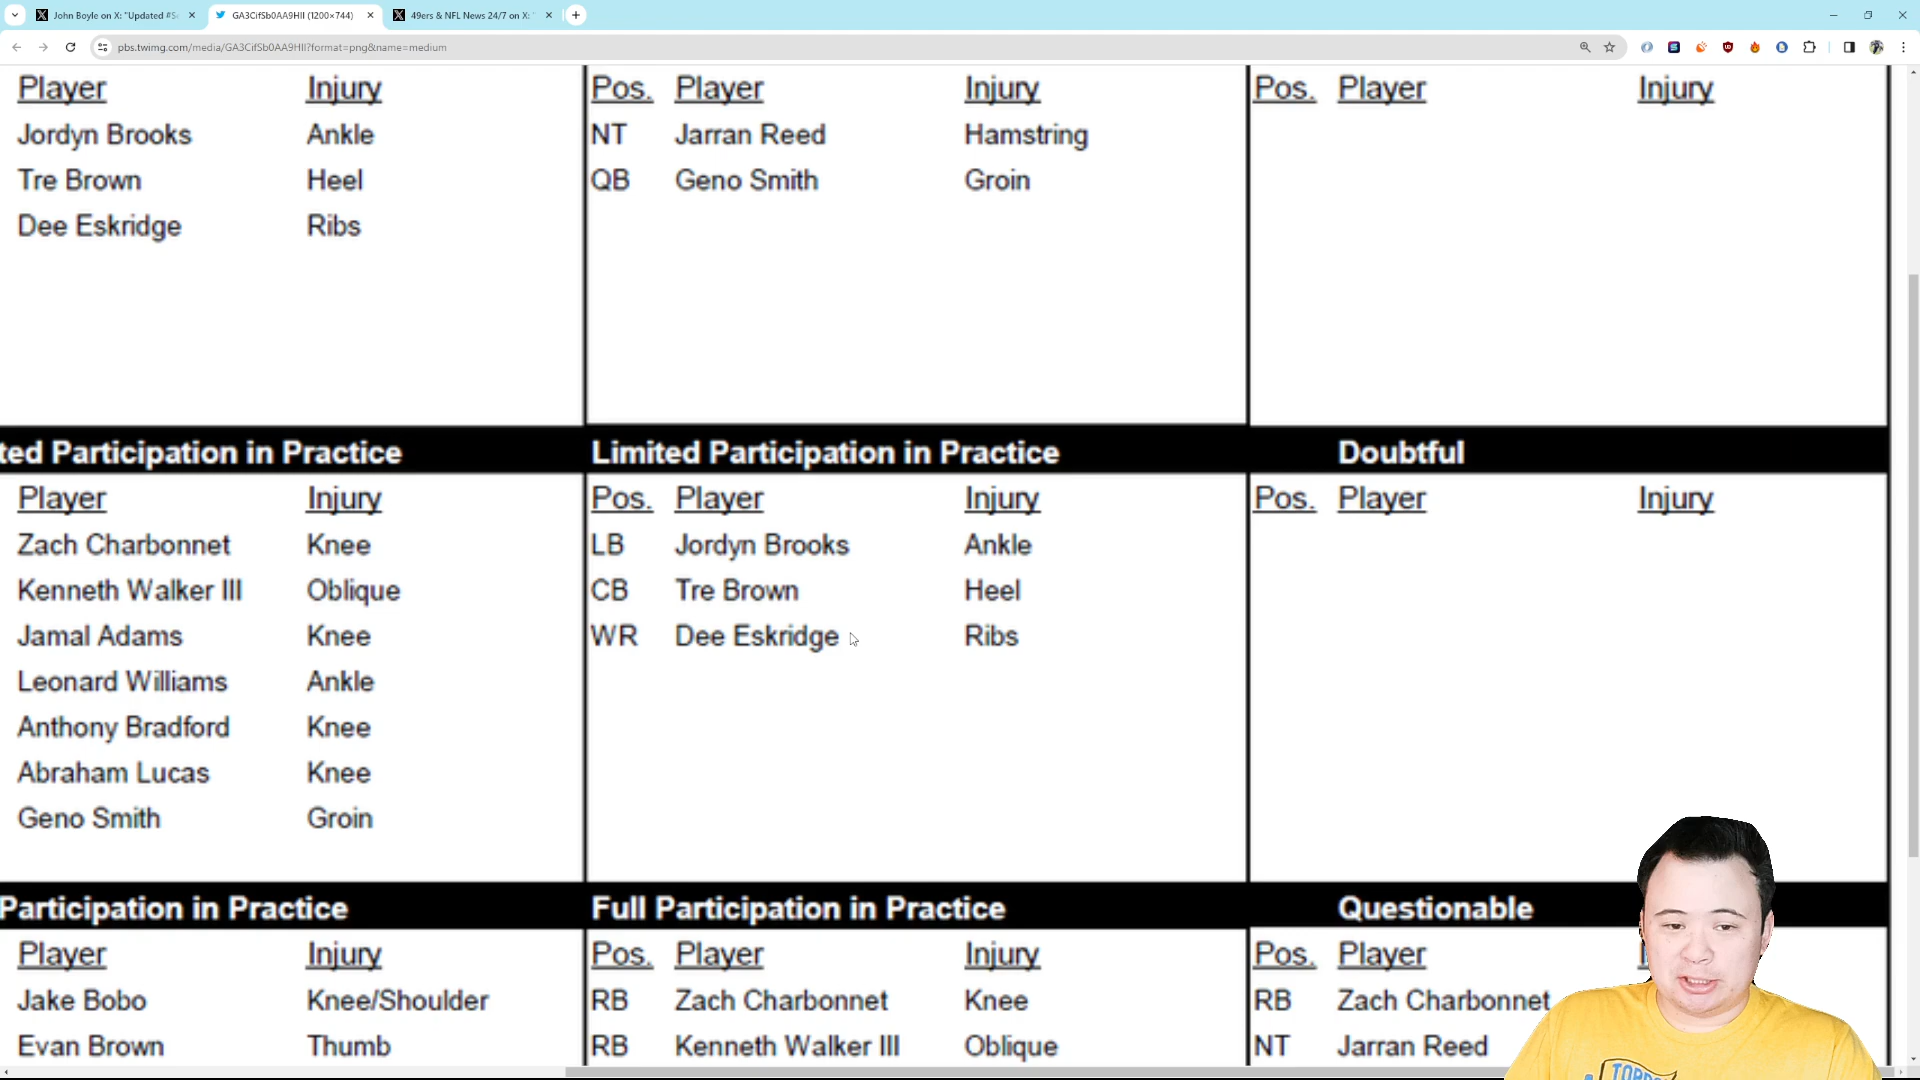 John Boyle on X: "Updated #Se
GA3CifSb0AA9HII (1200×744)
49ers & NFL News 24/7 on X: "
pbs.twimg.com/media/GA3CifSb0AA9HII?format=png&name=medium
Player Injury Pos. Player Injury Pos. Player Injury
Jordyn Brooks Ankle NT Jarran Reed Hamstring
Tre Brown Heel QB Geno Smith Groin
Dee Eskridge Ribs
ted Participation in Practice Limited Participation in Practice Doubtful
Player Injury Pos. Player Injury Pos. Player Injury
Zach Charbonnet Knee LB Jordyn Brooks Ankle
Kenneth Walker III Oblique CB Tre Brown Heel
Jamal Adams Knee WR Dee Eskridge Ribs
Leonard Williams Ankle
Anthony Bradford Knee
Abraham Lucas Knee
Geno Smith Groin
Participation in Practice Full Participation in Practice Questionable
Player Injury Pos. Player Injury Pos. Player
Jake Bobo Knee/Shoulder RB Zach Charbonnet Knee RB Zach Charbonnet
Evan Brown Thumb RB Kenneth Walker III Oblique NT Jarran Reed